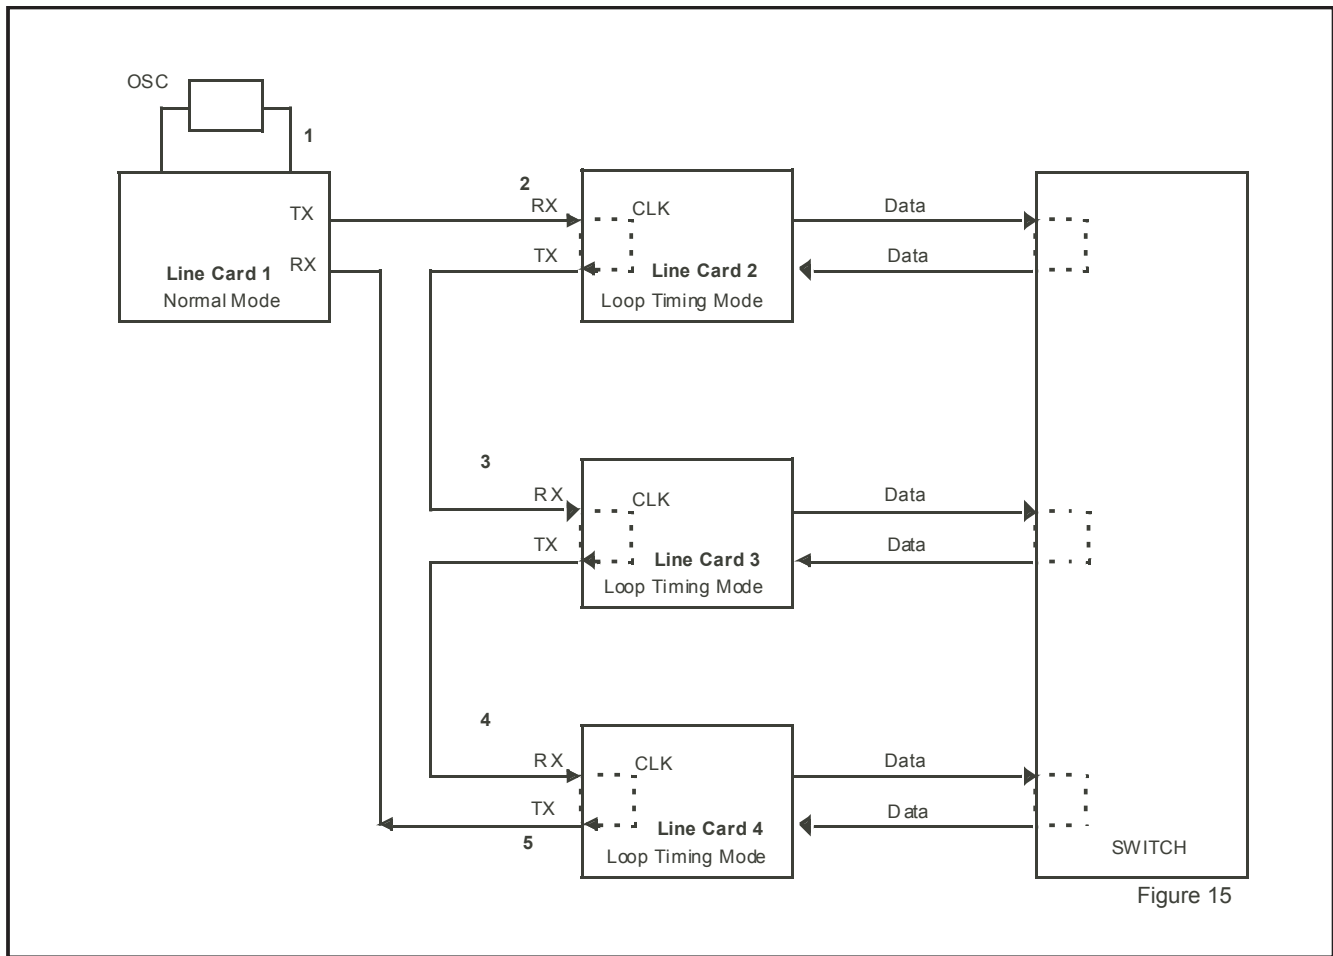 OSC
1
TX
RX
Line Card 1
Normal Mode
2
RX
CLK
TX
Line Card 2
Loop Timing Mode
Data
Data
3
RX
CLK
TX
Line Card 3
Loop Timing Mode
Data
Data
4
RX
CLK
TX
5
Line Card 4
Loop Timing Mode
Data
Data
SWITCH
Figure 15